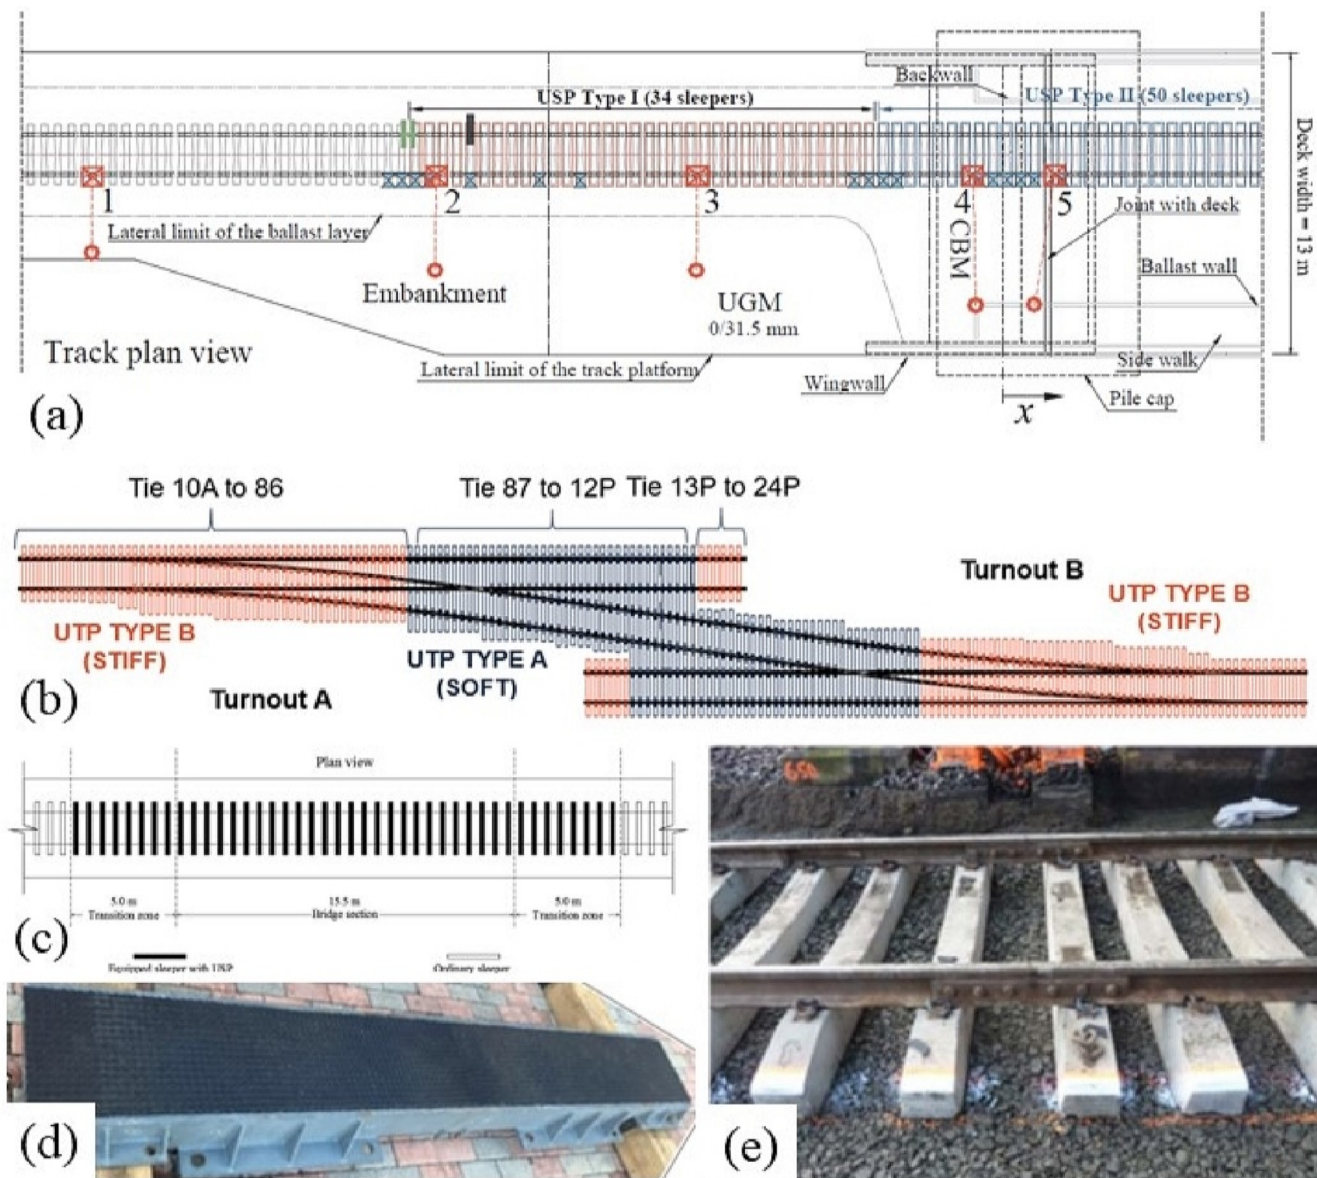 Backwall
USP Type I (34 sleepers)
USP Type II (50 sleepers)
Deck width = 13 m
1
2
3
4
5
CBM
Joint with deck
Lateral limit of the ballast layer
Ballast wall
Embankment
UGM
0/31.5 mm
Track plan view
Lateral limit of the track platform
Side walk
Wingwall
Pile cap
x
(a)
Tie 10A to 86
Tie 87 to 12P
Tie 13P to 24P
Turnout B
UTP TYPE B
(STIFF)
UTP TYPE B
(STIFF)
UTP TYPE A
(SOFT)
Turnout A
(b)
Plan view
5.0 m
15.5 m
5.0 m
Transition zone
Bridge section
Transition zone
(c)
Equipped sleeper with USP
Ordinary sleeper
(d)
(e)